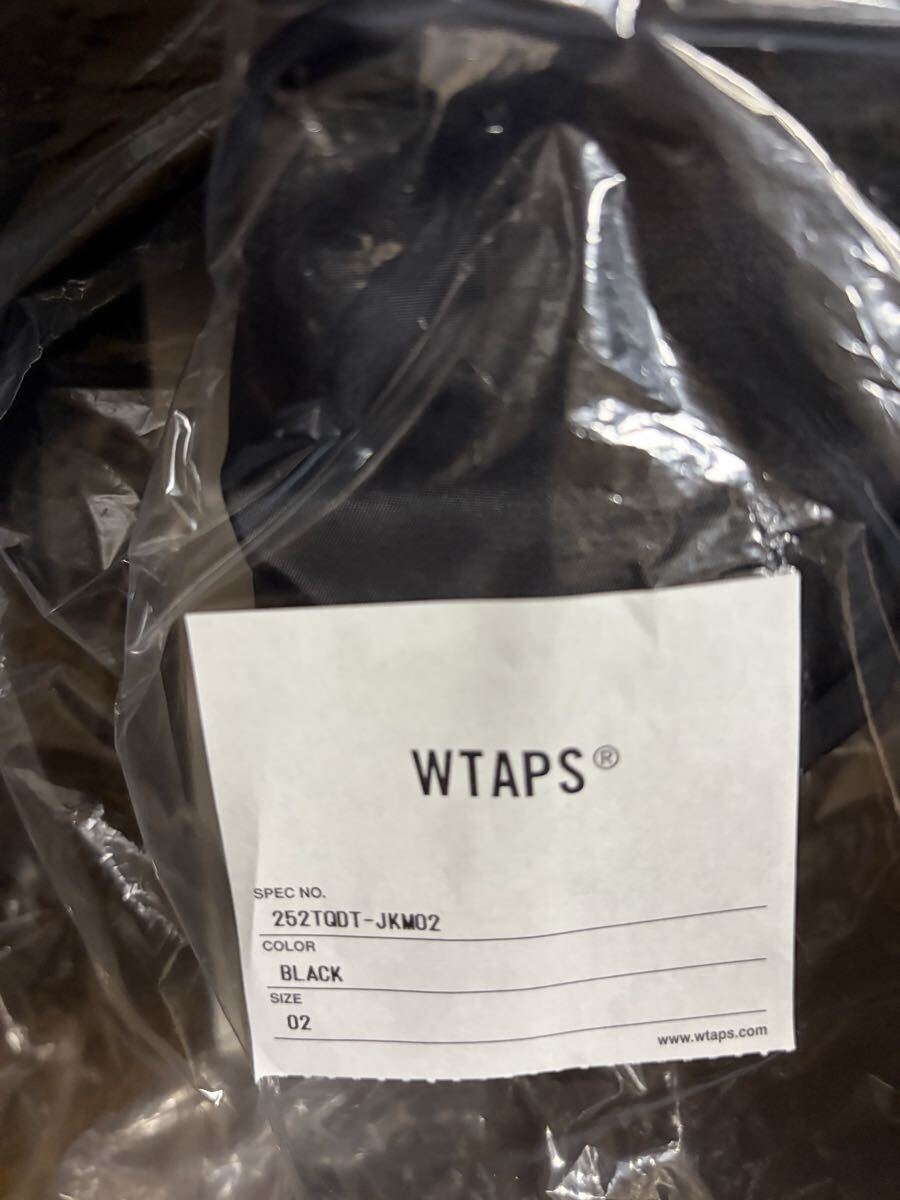 WTAPS®
SPEC NO.
252TQDT-JKM02
COLOR
BLACK
SIZE
02
www.wtaps.com